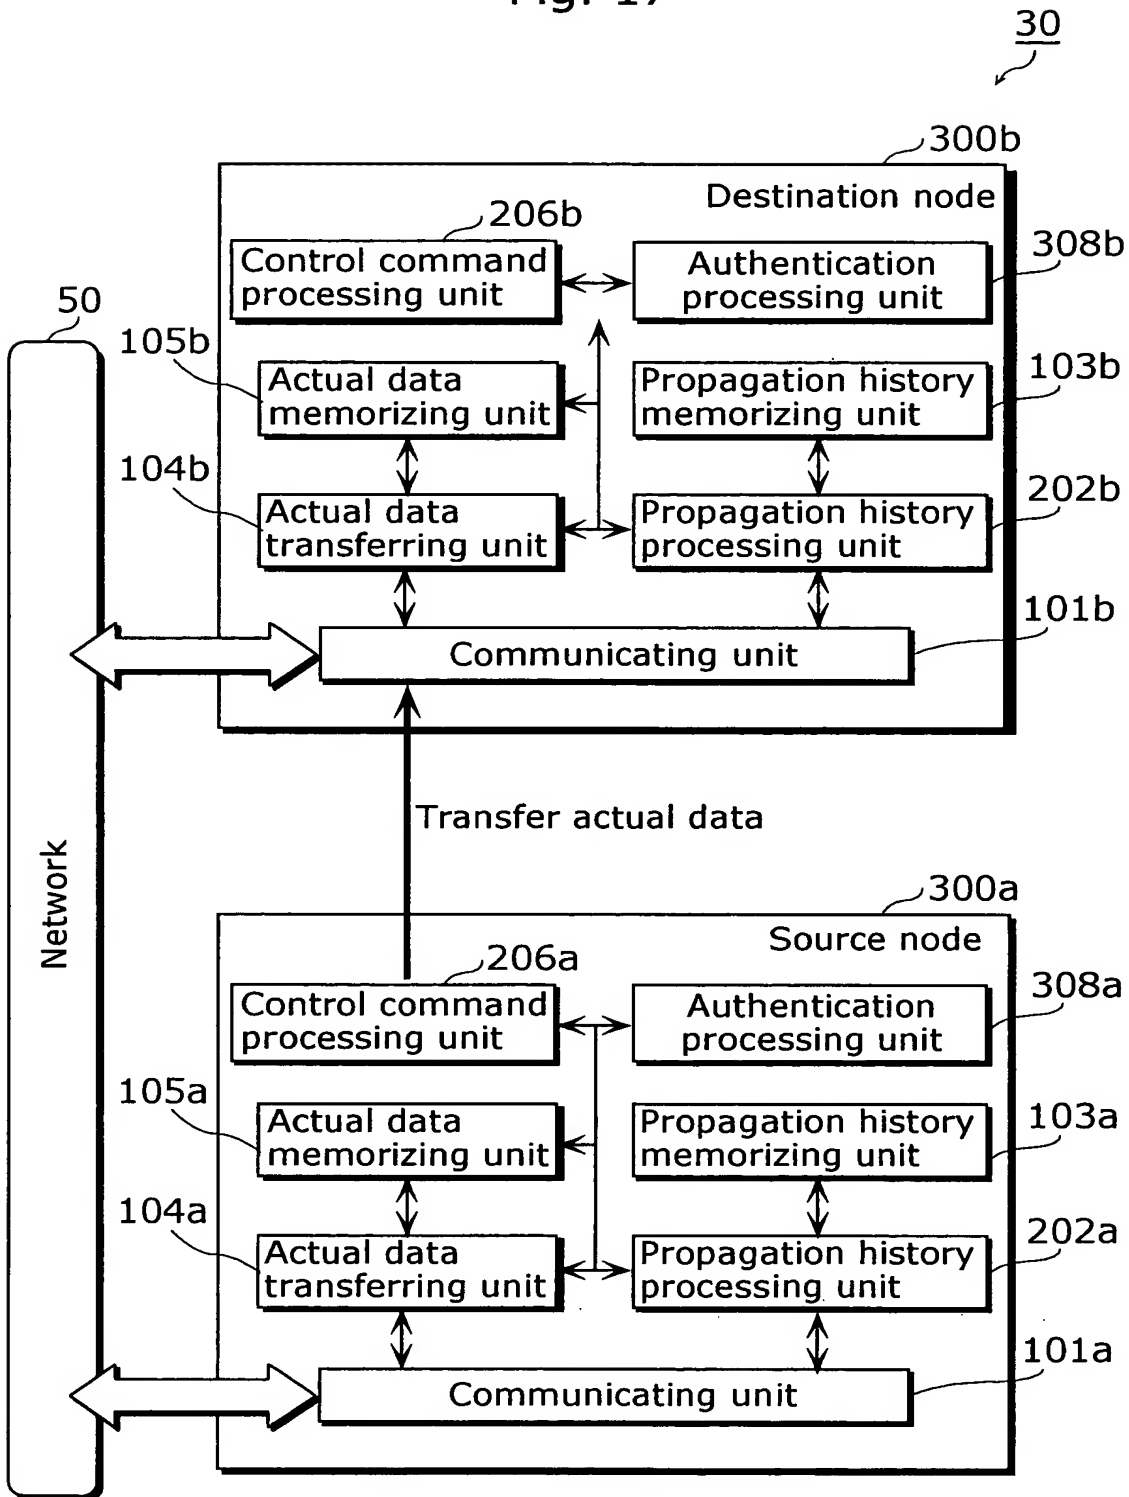 Fig. 17
30
300b
Destination node
206b
308b
Control command
processing unit
Authentication
processing unit
50
105b
103b
Actual data
memorizing unit
Propagation history
memorizing unit
104b
202b
Actual data
transferring unit
Propagation history
processing unit
101b
Communicating unit
Transfer actual data
Network
300a
Source node
206a
308a
Control command
processing unit
Authentication
processing unit
105a
103a
Actual data
memorizing unit
Propagation history
memorizing unit
104a
202a
Actual data
transferring unit
Propagation history
processing unit
101a
Communicating unit